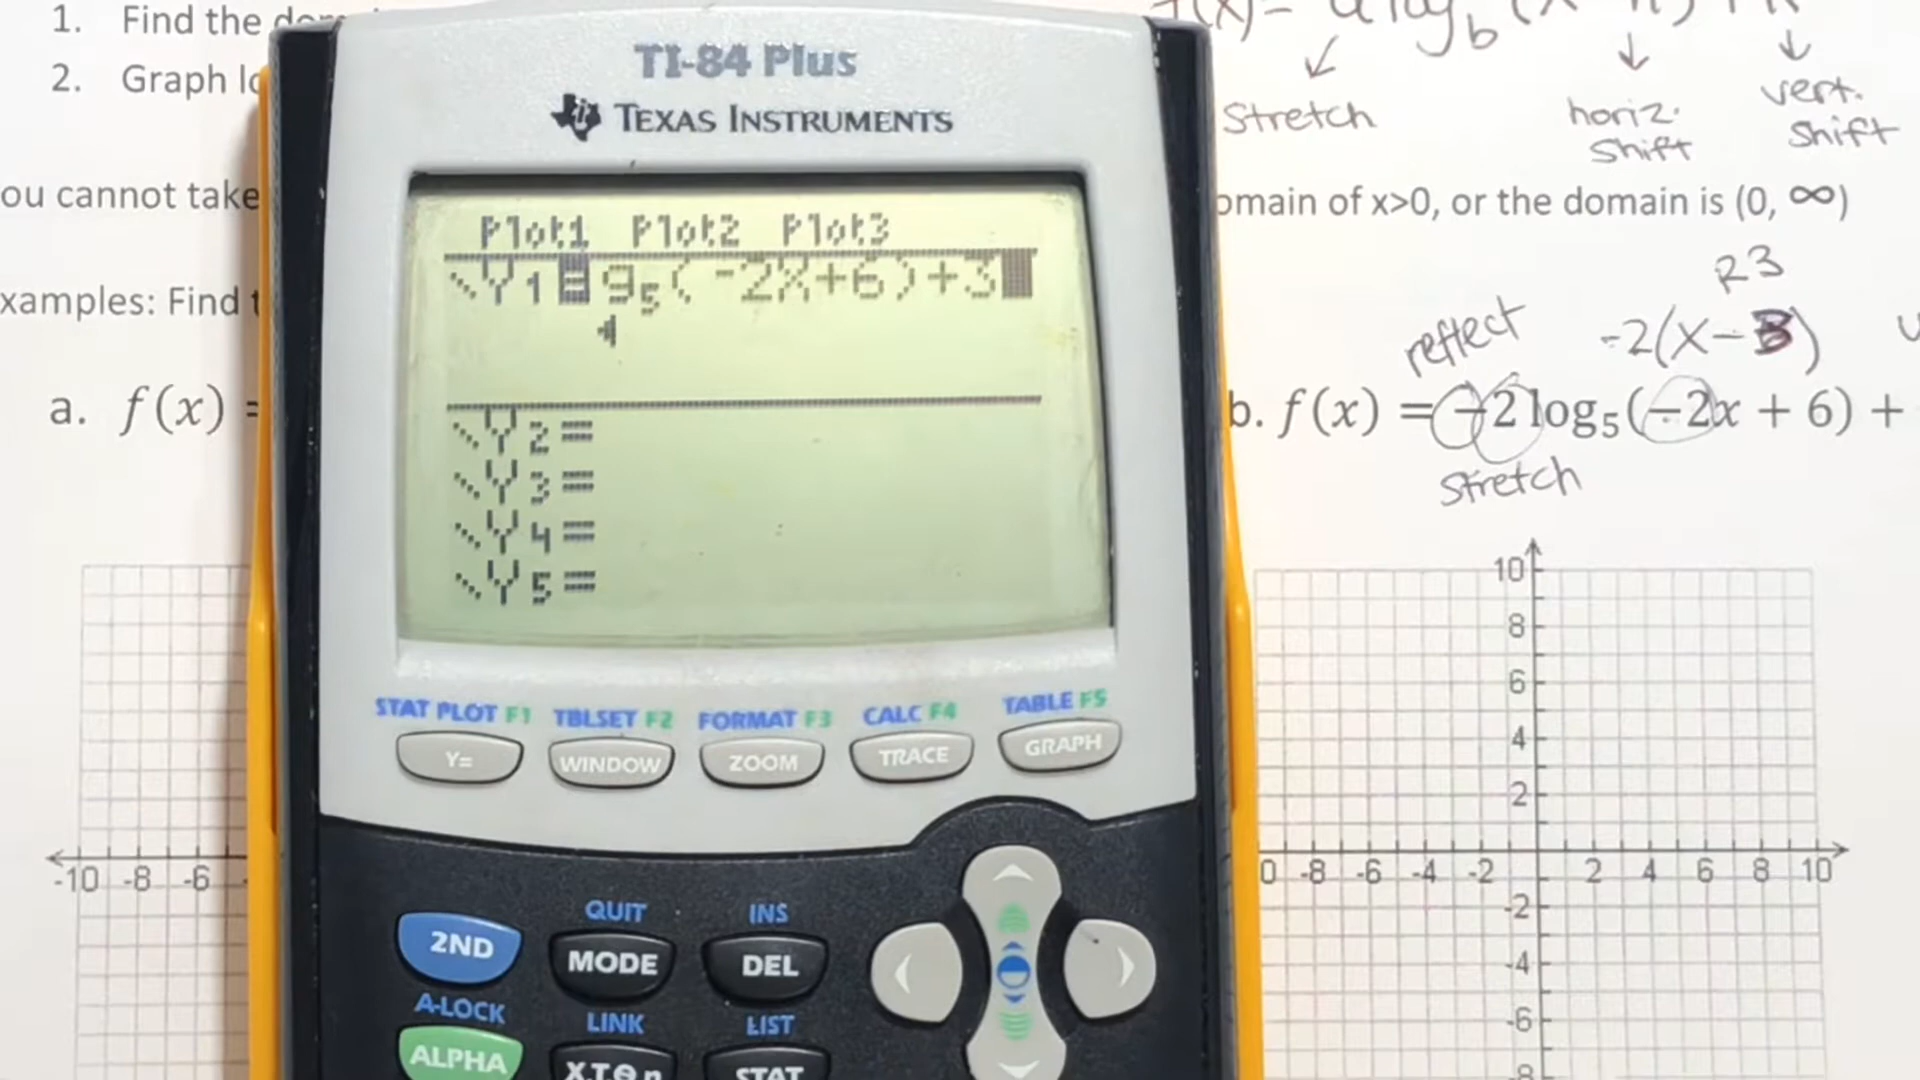 1. Find the
2. Graph
f(x) = a log b (x - h) + k
Stretch
horiz. shift
vert. shift
TI-84 Plus
TEXAS INSTRUMENTS
ou cannot take
omain of x>0, or the domain is (0, ∞)
xamples: Find
R3
reflect
-2(x-3)
a. f(x) =
b. f(x) = -2log₅(-2x + 6) +
Stretch
Plot1 Plot2 Plot3
\Y1=g5(-2X+6)+3
\Y2=
\Y3=
\Y4=
\Y5=
STAT PLOT F1 TBLSET F2 FORMAT F3 CALC F4 TABLE F5
Y= WINDOW ZOOM TRACE GRAPH
QUIT INS
2ND MODE DEL
A-LOCK LINK LIST
ALPHA X,T,Θ,n STAT
-10 -8 -6
10
8
6
4
2
0 -8 -6 -4 -2 2 4 6 8 10
-2
-4
-6
-8